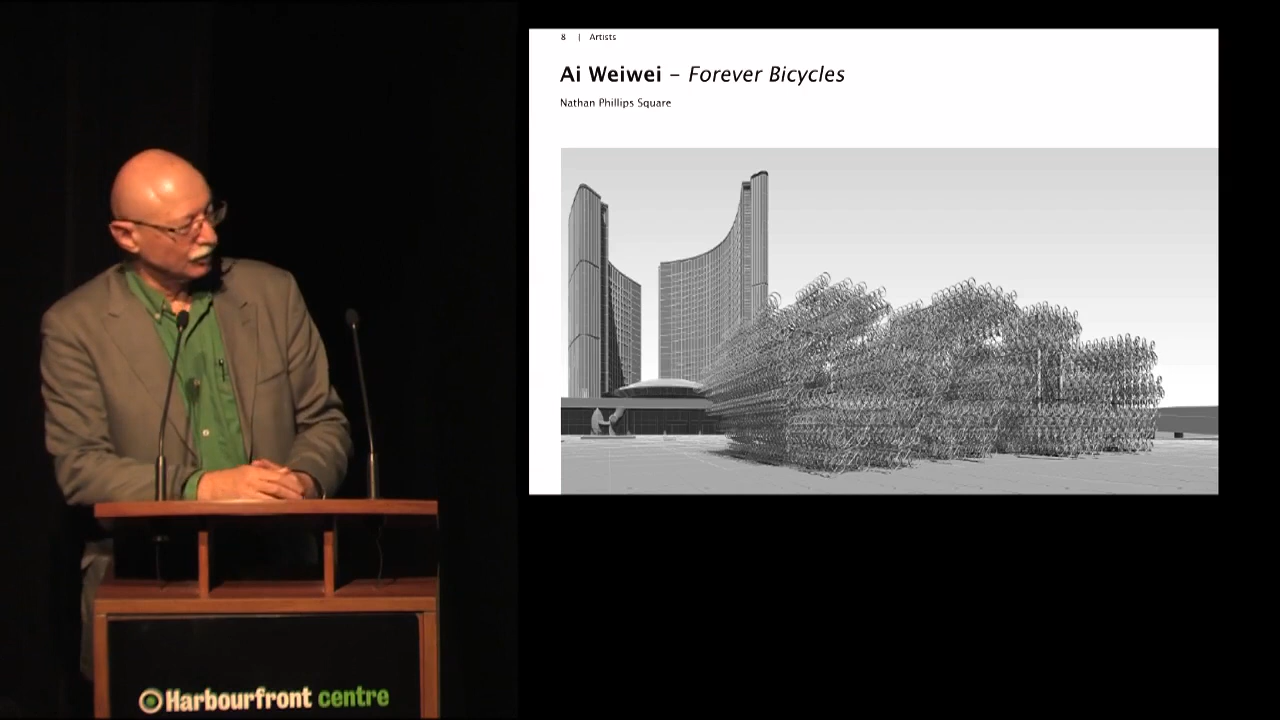 8 | Artists
Ai Weiwei – Forever Bicycles
Nathan Phillips Square
Harbourfront centre